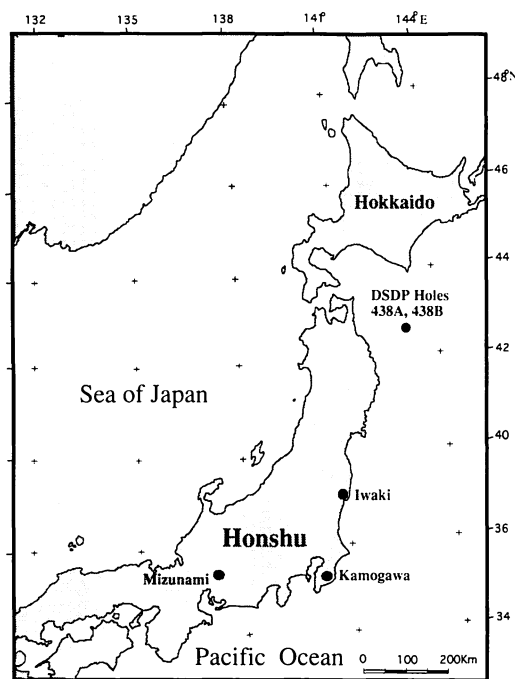 132 135 138 141° 144°E
48°N
46
Hokkaido
44
DSDP Holes
438A, 438B
42
Sea of Japan
40
Iwaki
36
Honshu
Mizunami
Kamogawa
34
Pacific Ocean
0 100 200Km